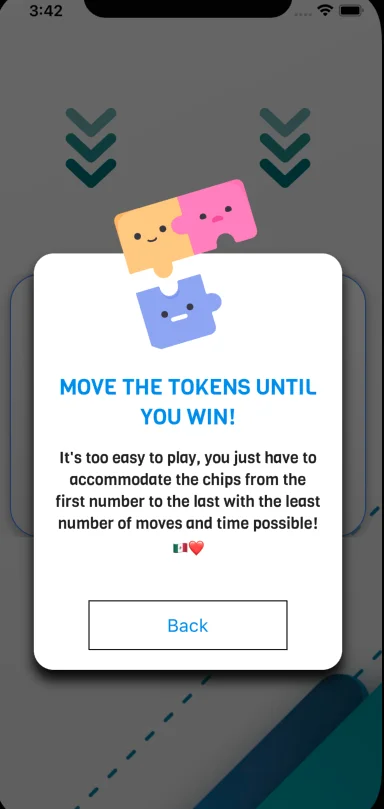 3:42
MOVE THE TOKENS UNTIL
YOU WIN!
It's too easy to play, you just have to
accommodate the chips from the
first number to the last with the least
number of moves and time possible!
🇲🇽❤️
Back